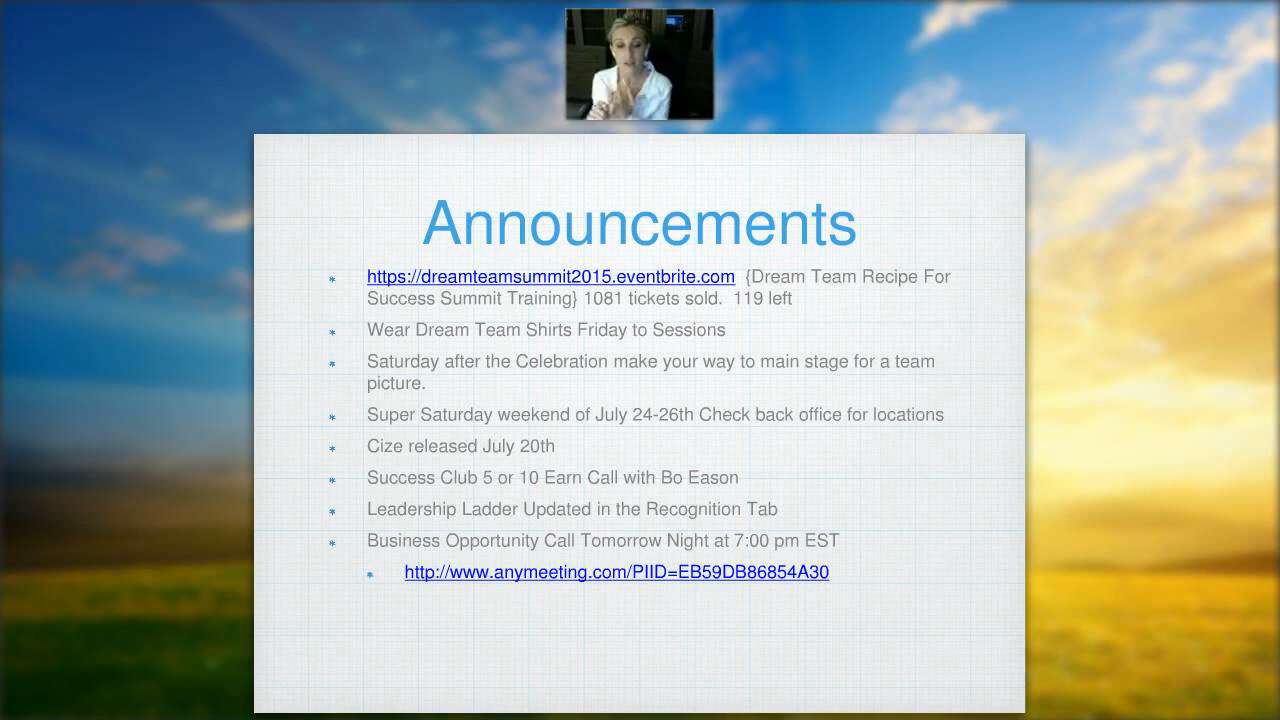 Announcements
https://dreamteamsummit2015.eventbrite.com {Dream Team Recipe For
Success Summit Training} 1081 tickets sold. 119 left
Wear Dream Team Shirts Friday to Sessions
Saturday after the Celebration make your way to main stage for a team
picture.
Super Saturday weekend of July 24-26th Check back office for locations
Cize released July 20th
Success Club 5 or 10 Earn Call with Bo Eason
Leadership Ladder Updated in the Recognition Tab
Business Opportunity Call Tomorrow Night at 7:00 pm EST
http://www.anymeeting.com/PIID=EB59DB86854A30